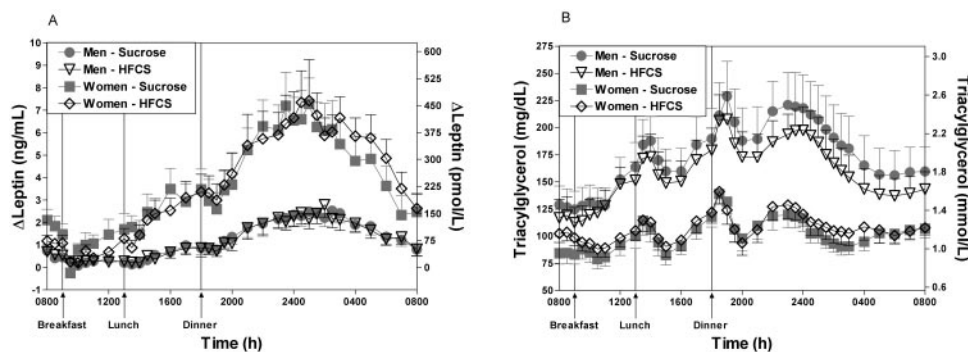 A
Men - Sucrose
Men - HFCS
Women - Sucrose
Women - HFCS
ΔLeptin (ng/mL)
10
9
8
7
6
5
4
3
2
1
0
-1
600
525
450
375
300
225
150
75
0
ΔLeptin (pmol/L)
0800 1200 1600 2000 2400 0400 0800
Breakfast Lunch Dinner
Time (h)
B
Men - Sucrose
Men - HFCS
Women - Sucrose
Women - HFCS
Triacylglycerol (mg/dL)
275
250
225
200
175
150
125
100
75
50
3.0
2.6
2.2
1.8
1.4
1.0
0.6
Triacylglycerol (mmol/L)
0800 1200 1600 2000 2400 0400 0800
Breakfast Lunch Dinner
Time (h)